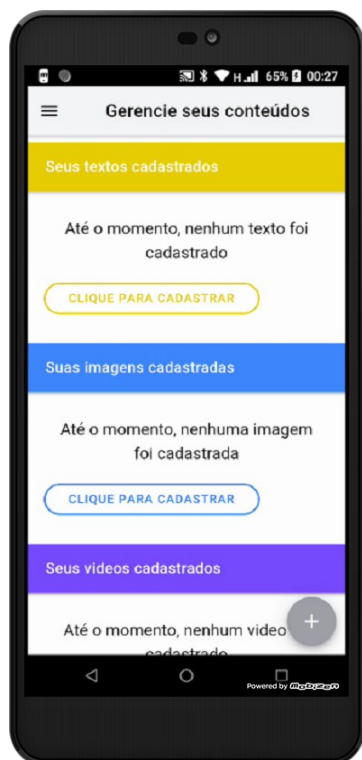 H 65% 00:27
Gerencie seus conteúdos
Seus textos cadastrados
Até o momento, nenhum texto foi
cadastrado
CLIQUE PARA CADASTRAR
Suas imagens cadastradas
Até o momento, nenhuma imagem
foi cadastrada
CLIQUE PARA CADASTRAR
Seus videos cadastrados
+
Até o momento, nenhum video
cadastrado
Powered by Mobizen